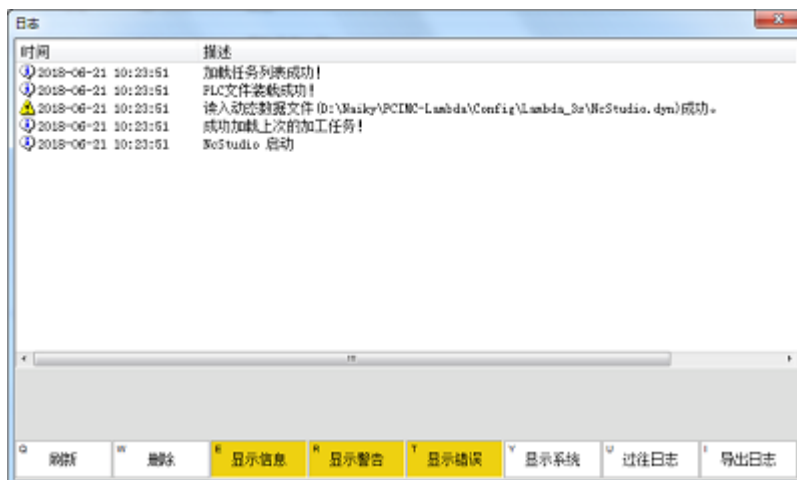 日志
时间 描述
2018-06-21 10:23:51 加载任务列表成功!
2018-06-21 10:23:51 PLC文件装载成功!
2018-06-21 10:23:51 读入动态数据文件(D:\Naiky\PCIMC-Lambda\Config\Lambda_3s\NcStudio.dyn)成功。
2018-06-21 10:23:51 成功加载上次的加工任务!
2018-06-21 10:23:51 NcStudio 启动
Q 刷新 W 删除 E 显示信息 R 显示警告 T 显示错误 Y 显示系统 U 过往日志 I 导出日志